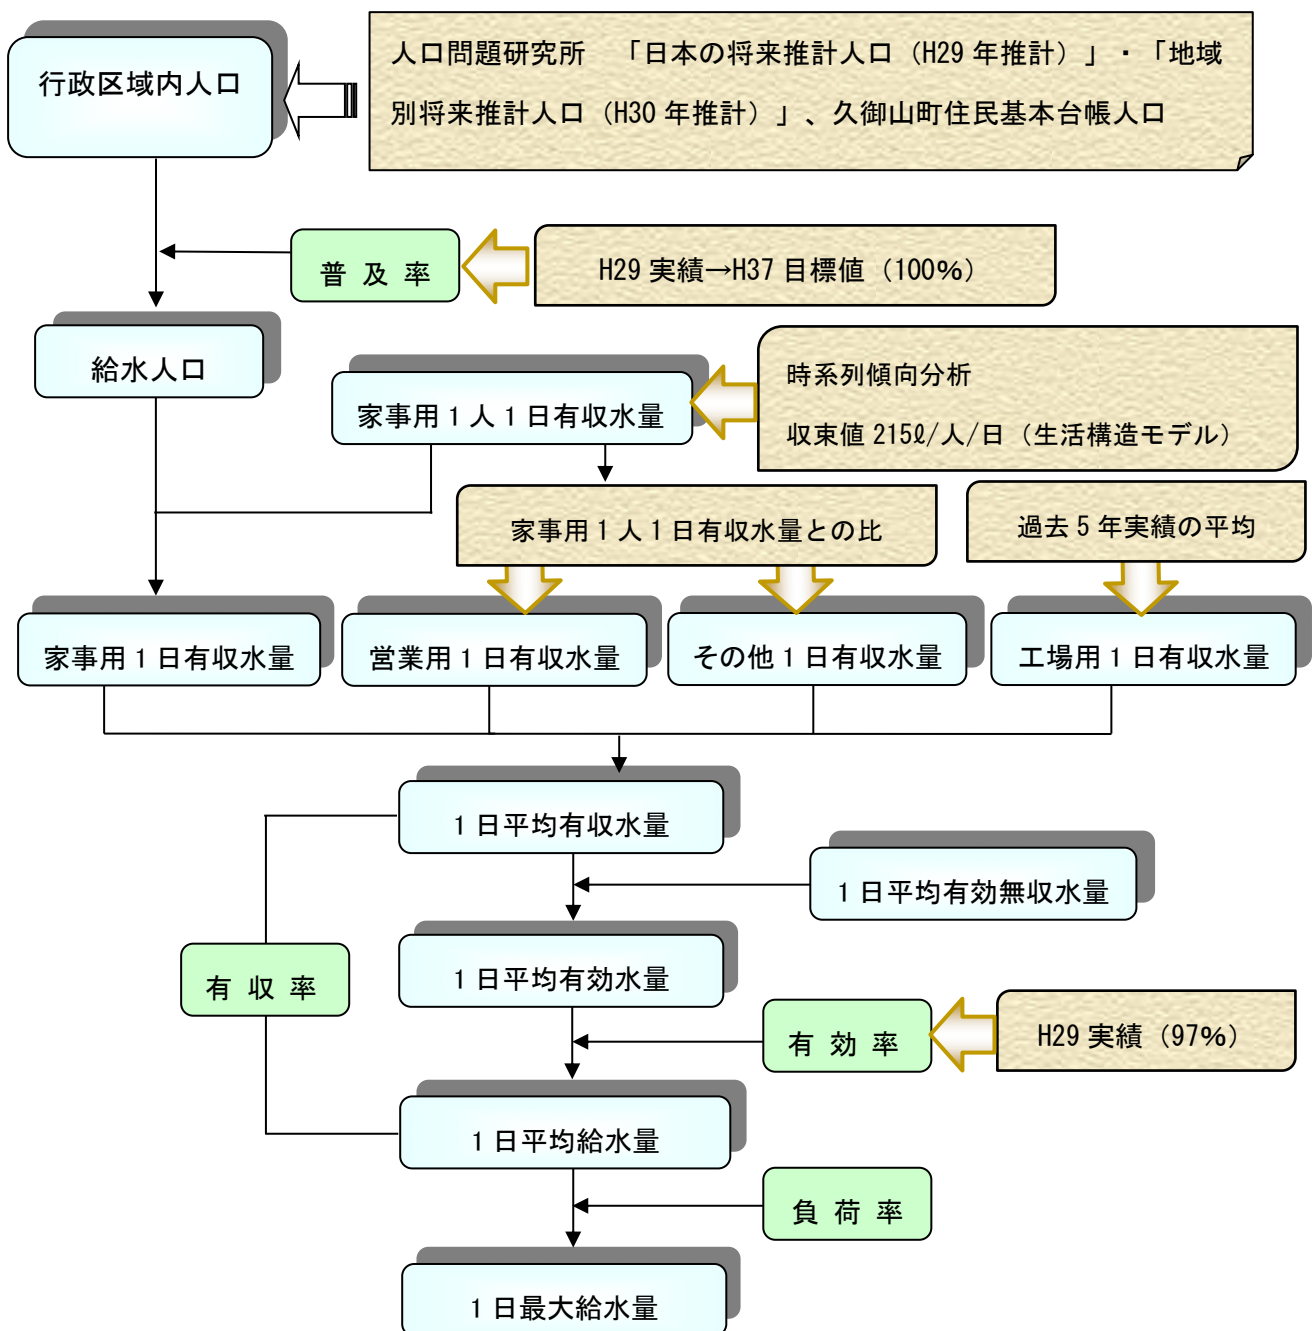 人口問題研究所　「日本の将来推計人口（H29 年推計）」・「地域
別将来推計人口（H30 年推計）」、久御山町住民基本台帳人口
行政区域内人口
普 及 率
H29 実績→H37 目標値（100％）
給水人口
家事用１人１日有収水量
時系列傾向分析
収束値 215ℓ/人/日（生活構造モデル）
家事用１人１日有収水量との比
過去 5 年実績の平均
家事用１日有収水量
営業用１日有収水量
その他１日有収水量
工場用１日有収水量
１日平均有収水量
１日平均有効無収水量
有 収 率
１日平均有効水量
有 効 率
H29 実績（97％）
１日平均給水量
負 荷 率
１日最大給水量